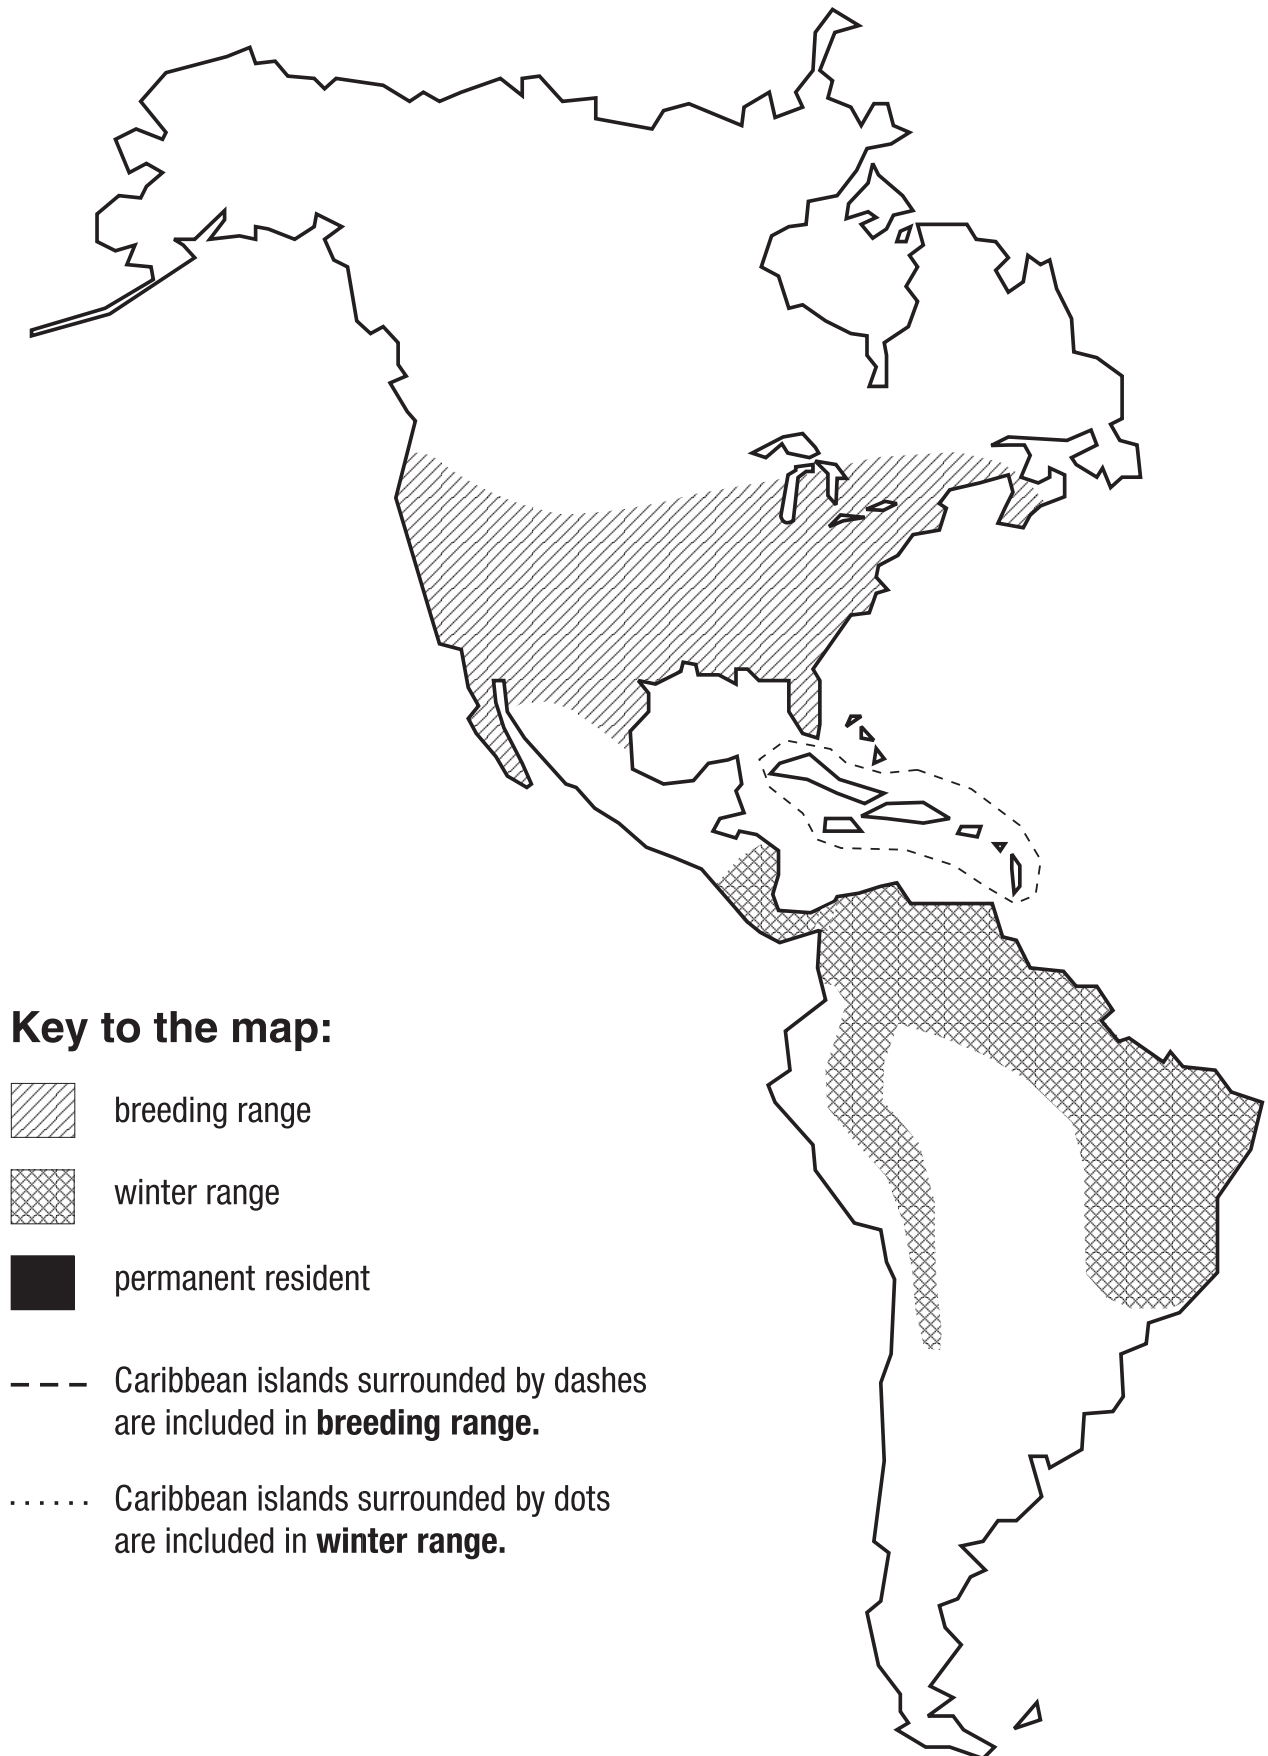 Key to the map:
breeding range
winter range
permanent resident
Caribbean islands surrounded by dashes
are included in breeding range.
Caribbean islands surrounded by dots
are included in winter range.